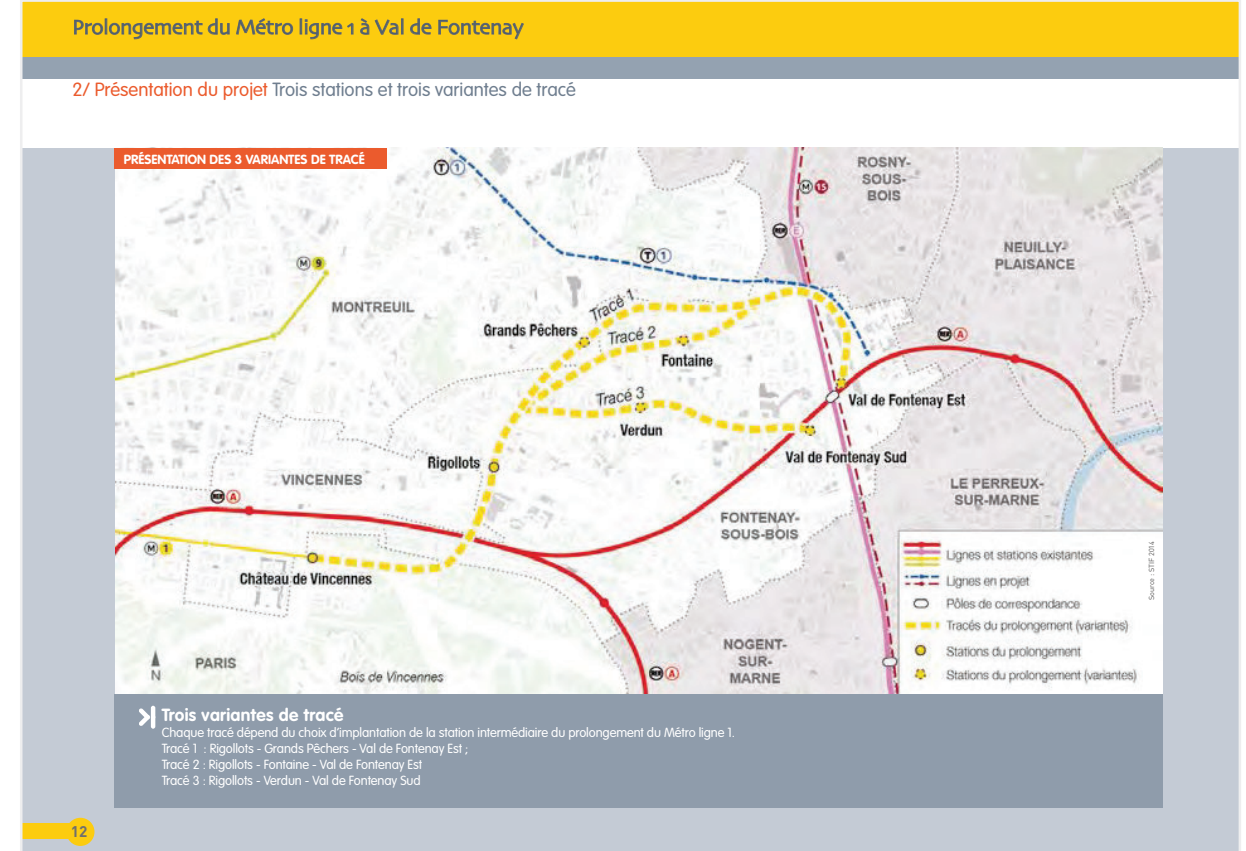 Prolongement du Métro ligne 1 à Val de Fontenay
2/ Présentation du projet Trois stations et trois variantes de tracé
PRÉSENTATION DES 3 VARIANTES DE TRACÉ
T 1
ROSNY-
SOUS-
BOIS
M 15
RER E
T 1
NEUILLY-
PLAISANCE
M 9
MONTREUIL
Tracé 1
Grands Pêchers
Tracé 2
RER A
Fontaine
Tracé 3
Val de Fontenay Est
Verdun
Val de Fontenay Sud
Rigollots
VINCENNES
LE PERREUX-
SUR-MARNE
RER A
FONTENAY-
SOUS-BOIS
M 1
Château de Vincennes
Lignes et stations existantes
Lignes en projet
Pôles de correspondance
Tracés du prolongement (variantes)
Stations du prolongement
Stations du prolongement (variantes)
Source : STIF 2014
NOGENT-
SUR-
MARNE
N
PARIS
Bois de Vincennes
RER A
Trois variantes de tracé
Chaque tracé dépend du choix d'implantation de la station intermédiaire du prolongement du Métro ligne 1.
Tracé 1 : Rigollots - Grands Pêchers - Val de Fontenay Est ;
Tracé 2 : Rigollots - Fontaine - Val de Fontenay Est
Tracé 3 : Rigollots - Verdun - Val de Fontenay Sud
12